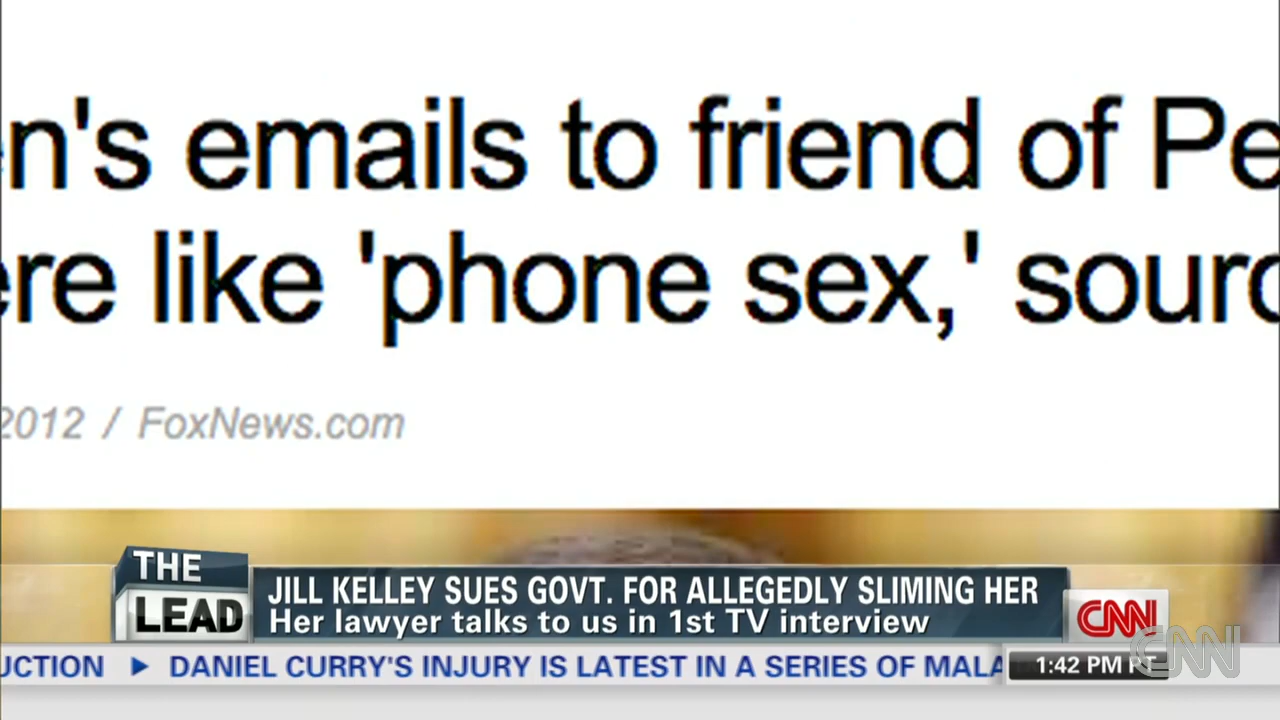 n's emails to friend of Pe
ere like 'phone sex,' sourc
2012 / FoxNews.com
THE LEAD
JILL KELLEY SUES GOVT. FOR ALLEGEDLY SLIMING HER
Her lawyer talks to us in 1st TV interview
CNN
UCTION ▶ DANIEL CURRY'S INJURY IS LATEST IN A SERIES OF MALA
1:42 PM PT
CNN